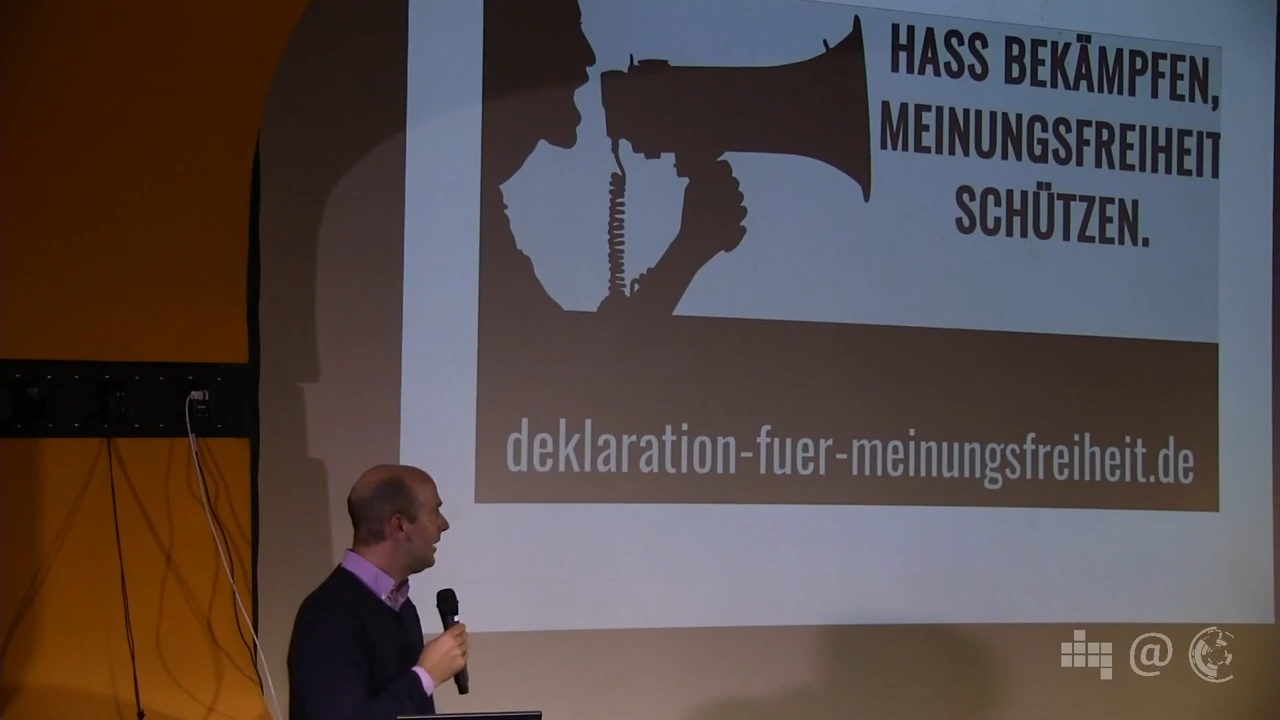 HASS BEKÄMPFEN,
MEINUNGSFREIHEIT
SCHÜTZEN.
deklaration-fuer-meinungsfreiheit.de
@